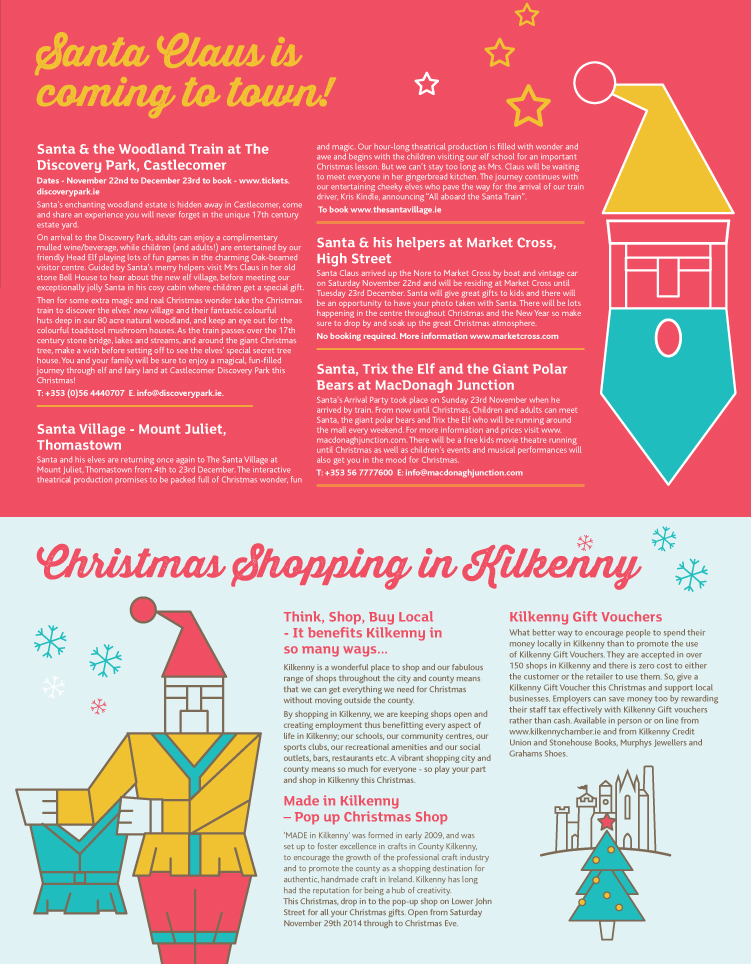 Santa Claus is
coming to town!
Santa & the Woodland Train at The
Discovery Park, Castlecomer
Dates - November 22nd to December 23rd to book - www.tickets.
discoverypark.ie
Santa's enchanting woodland estate is hidden away in Castlecomer, come
and share an experience you will never forget in the unique 17th century
estate yard.
On arrival to the Discovery Park, adults can enjoy a complimentary
mulled wine/beverage, while children (and adults!) are entertained by our
friendly Head Elf playing lots of fun games in the charming Oak-beamed
visitor centre. Guided by Santa's merry helpers visit Mrs Claus in her old
stone Bell House to hear about the new elf village, before meeting our
exceptionally jolly Santa in his cosy cabin where children get a special gift.
Then for some extra magic and real Christmas wonder take the Christmas
train to discover the elves' new village and their fantastic colourful
huts deep in our 80 acre natural woodland, and keep an eye out for the
colourful toadstool mushroom houses. As the train passes over the 17th
century stone bridge, lakes and streams, and around the giant Christmas
tree, make a wish before setting off to see the elves' special secret tree
house. You and your family will be sure to enjoy a magical, fun-filled
journey through elf and fairy land at Castlecomer Discovery Park this
Christmas!
T: +353 (0)56 4440707 E. info@discoverypark.ie.
Santa Village - Mount Juliet,
Thomastown
Santa and his elves are returning once again to The Santa Village at
Mount Juliet, Thomastown from 4th to 23rd December. The interactive
theatrical production promises to be packed full of Christmas wonder, fun
and magic. Our hour-long theatrical production is filled with wonder and
awe and begins with the children visiting our elf school for an important
Christmas lesson. But we can't stay too long as Mrs. Claus will be waiting
to meet everyone in her gingerbread kitchen. The journey continues with
our entertaining cheeky elves who pave the way for the arrival of our train
driver, Kris Kindle, announcing "All aboard the Santa Train".
To book www.thesantavillage.ie
Santa & his helpers at Market Cross,
High Street
Santa Claus arrived up the Nore to Market Cross by boat and vintage car
on Saturday November 22nd and will be residing at Market Cross until
Tuesday 23rd December. Santa will give great gifts to kids and there will
be an opportunity to have your photo taken with Santa. There will be lots
happening in the centre throughout Christmas and the New Year so make
sure to drop by and soak up the great Christmas atmosphere.
No booking required. More information www.marketcross.com
Santa, Trix the Elf and the Giant Polar
Bears at MacDonagh Junction
Santa's Arrival Party took place on Sunday 23rd November when he
arrived by train. From now until Christmas, Children and adults can meet
Santa, the giant polar bears and Trix the Elf who will be running around
the mall every weekend. For more information and prices visit www.
macdonaghjunction.com. There will be a free kids movie theatre running
until Christmas as well as children's events and musical performances will
also get you in the mood for Christmas.
T: +353 56 7777600 E: info@macdonaghjunction.com
Christmas Shopping in Kilkenny
Think, Shop, Buy Local
- It benefits Kilkenny in
so many ways...
Kilkenny is a wonderful place to shop and our fabulous
range of shops throughout the city and county means
that we can get everything we need for Christmas
without moving outside the county.
By shopping in Kilkenny, we are keeping shops open and
creating employment thus benefitting every aspect of
life in Kilkenny; our schools, our community centres, our
sports clubs, our recreational amenities and our social
outlets, bars, restaurants etc. A vibrant shopping city and
county means so much for everyone - so play your part
and shop in Kilkenny this Christmas.
Made in Kilkenny
– Pop up Christmas Shop
'MADE in Kilkenny' was formed in early 2009, and was
set up to foster excellence in crafts in County Kilkenny,
to encourage the growth of the professional craft industry
and to promote the county as a shopping destination for
authentic, handmade craft in Ireland. Kilkenny has long
had the reputation for being a hub of creativity.
This Christmas, drop in to the pop-up shop on Lower John
Street for all your Christmas gifts. Open from Saturday
November 29th 2014 through to Christmas Eve.
Kilkenny Gift Vouchers
What better way to encourage people to spend their
money locally in Kilkenny than to promote the use
of Kilkenny Gift Vouchers. They are accepted in over
150 shops in Kilkenny and there is zero cost to either
the customer or the retailer to use them. So, give a
Kilkenny Gift Voucher this Christmas and support local
businesses. Employers can save money too by rewarding
their staff tax effectively with Kilkenny Gift vouchers
rather than cash. Available in person or on line from
www.kilkennychamber.ie and from Kilkenny Credit
Union and Stonehouse Books, Murphys Jewellers and
Grahams Shoes.